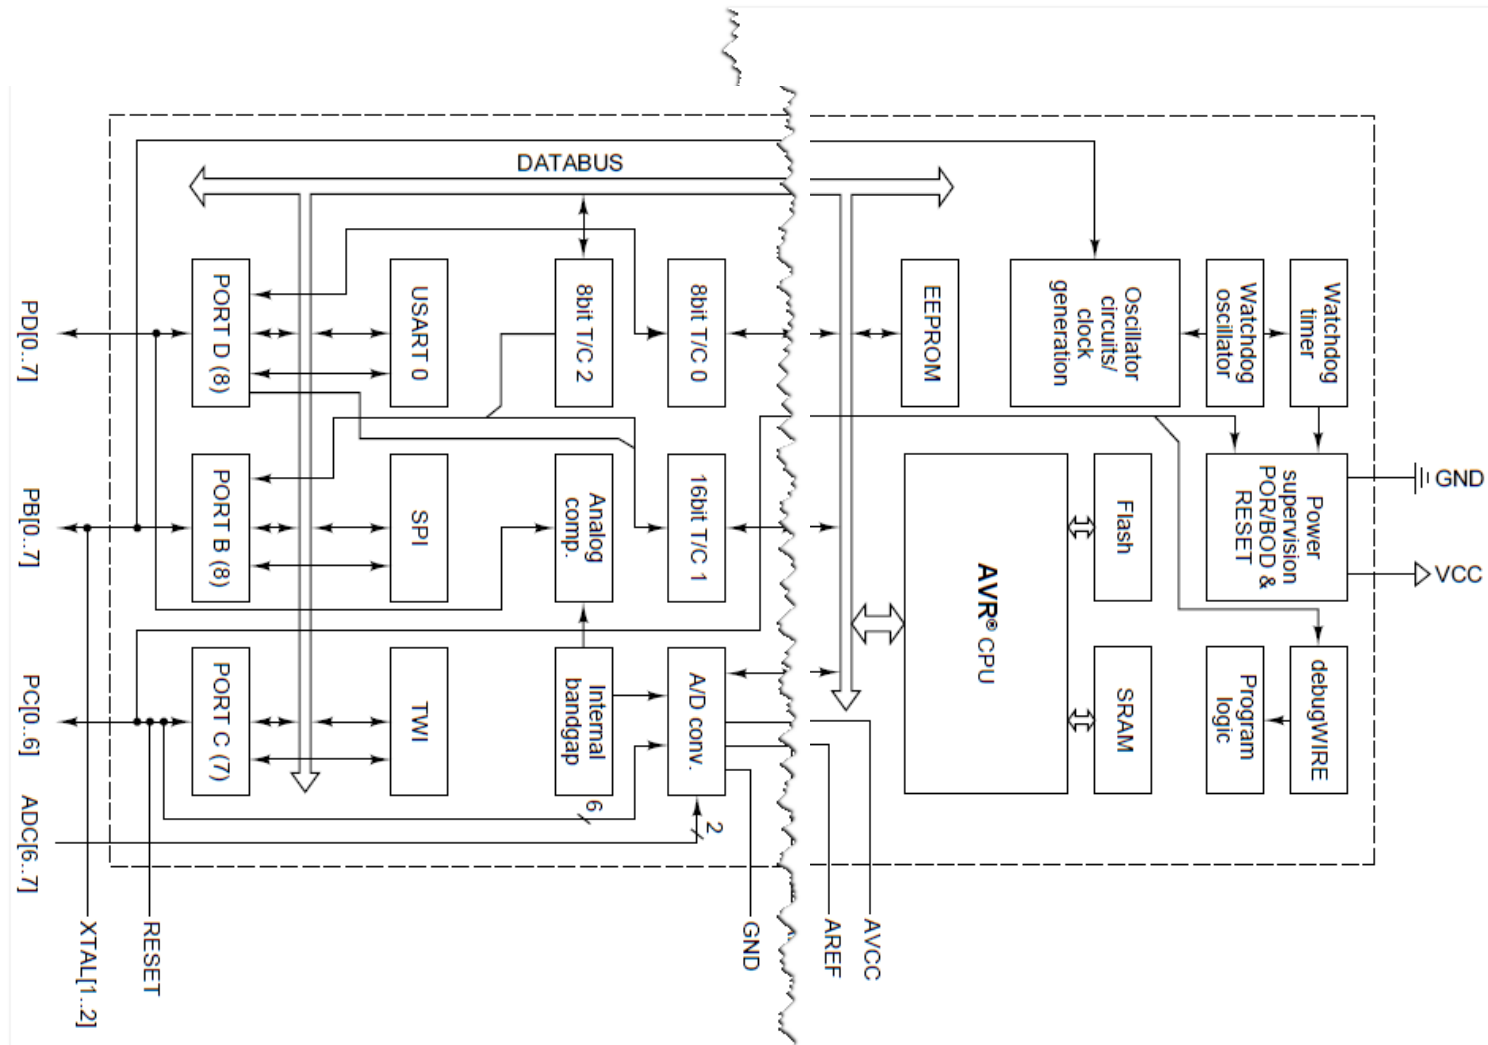 DATABUS
PORT D (8)
USART 0
8bit T/C 2
8bit T/C 0
EEPROM
Oscillator
circuits/
clock
generation
Watchdog
oscillator
Watchdog
timer
PD[0..7]
PORT B (8)
SPI
Analog
comp.
16bit T/C 1
AVR® CPU
Flash
Power
supervision
POR/BOD &
RESET
GND
VCC
PB[0..7]
PORT C (7)
TWI
Internal
bandgap
A/D conv.
SRAM
Program
logic
debugWIRE
PC[0..6]
6
2
ADC[6..7]
XTAL[1..2]
RESET
GND
AREF
AVCC